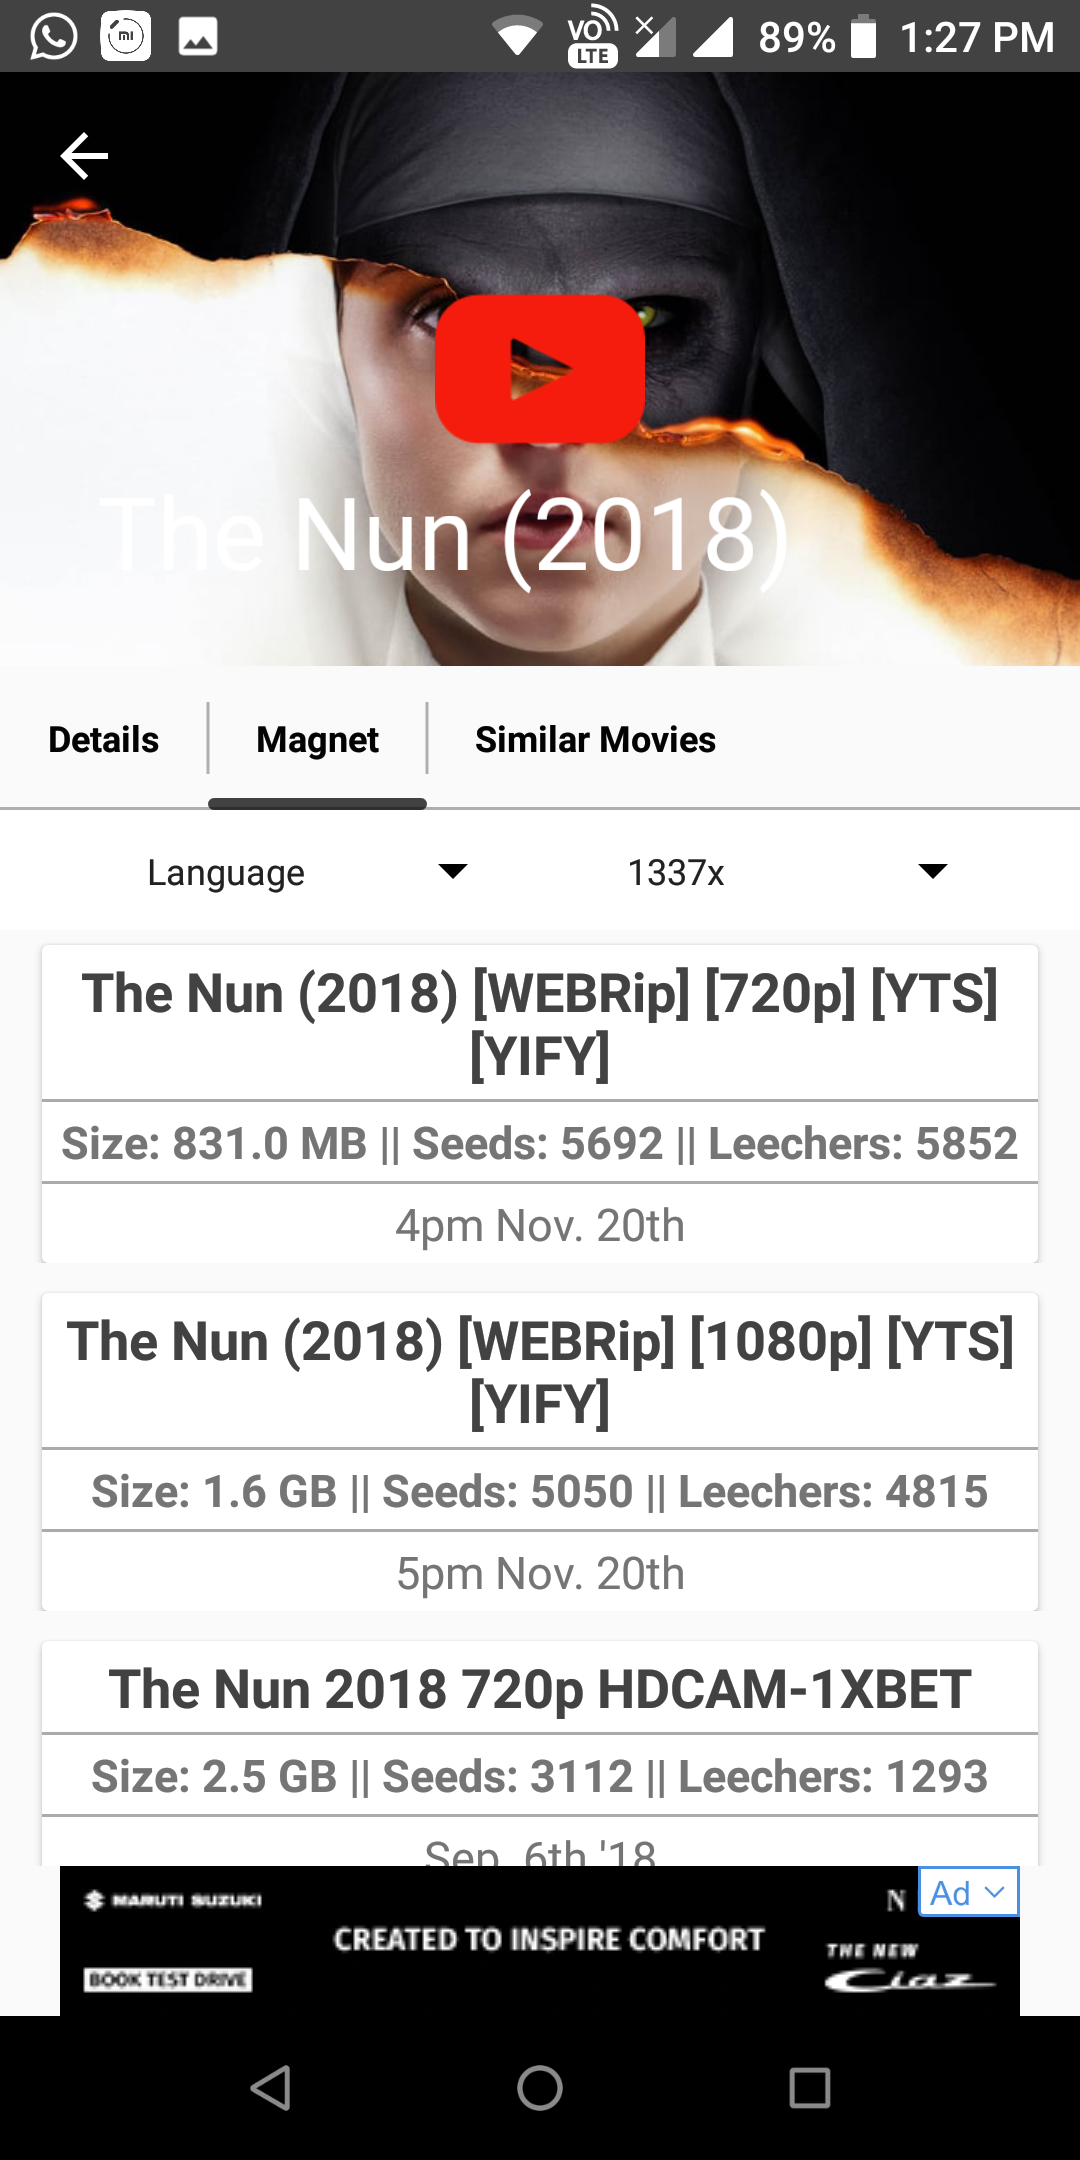 VO LTE 89% 1:27 PM
The Nun (2018)
Details Magnet Similar Movies
Language 1337x
The Nun (2018) [WEBRip] [720p] [YTS]
[YIFY]
Size: 831.0 MB || Seeds: 5692 || Leechers: 5852
4pm Nov. 20th
The Nun (2018) [WEBRip] [1080p] [YTS]
[YIFY]
Size: 1.6 GB || Seeds: 5050 || Leechers: 4815
5pm Nov. 20th
The Nun 2018 720p HDCAM-1XBET
Size: 2.5 GB || Seeds: 3112 || Leechers: 1293
Sep. 6th '18
MARUTI SUZUKI
N
Ad
CREATED TO INSPIRE COMFORT
THE NEW
BOOK TEST DRIVE
Ciaz